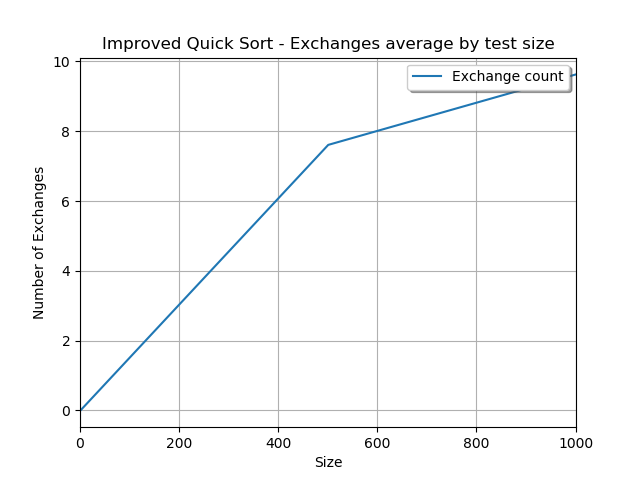 Improved Quick Sort - Exchanges average by test size
Exchange count
10
8
6
4
2
0
Number of Exchanges
0 200 400 600 800 1000
Size